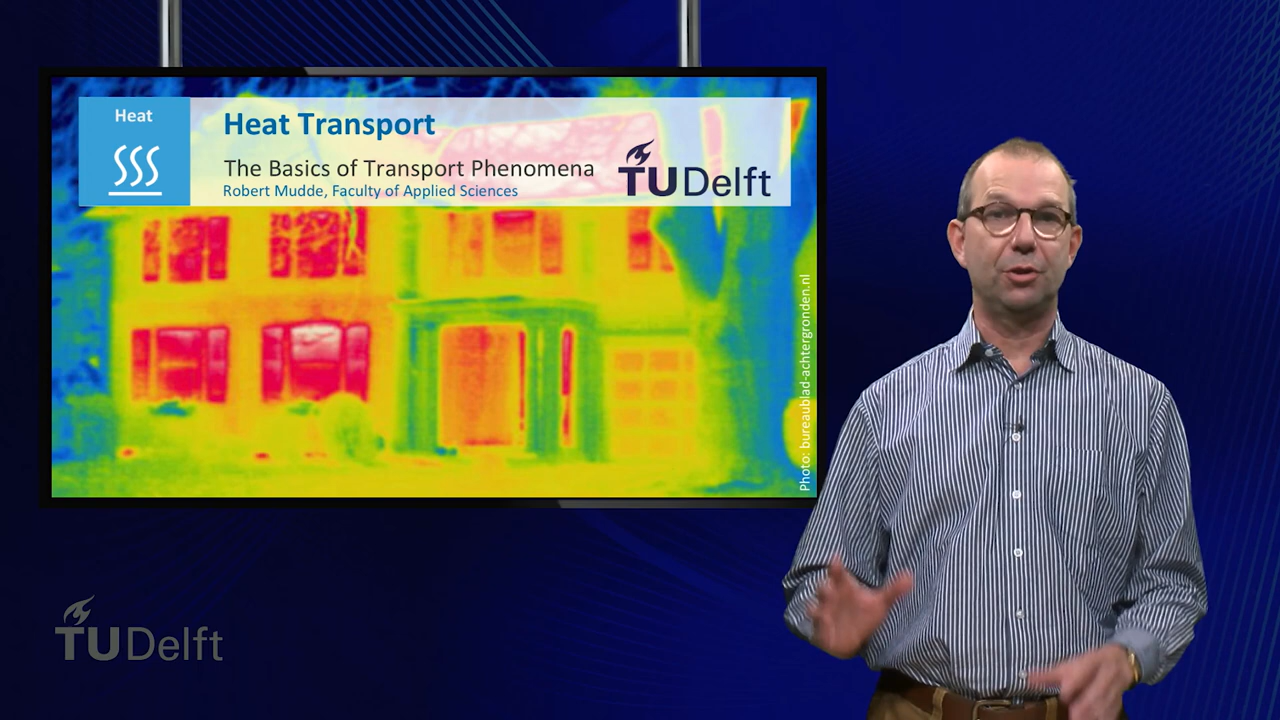 Heat
Heat Transport
The Basics of Transport Phenomena
Robert Mudde, Faculty of Applied Sciences
TUDelft
Photo: bureaublad-achtergronden.nl
TUDelft